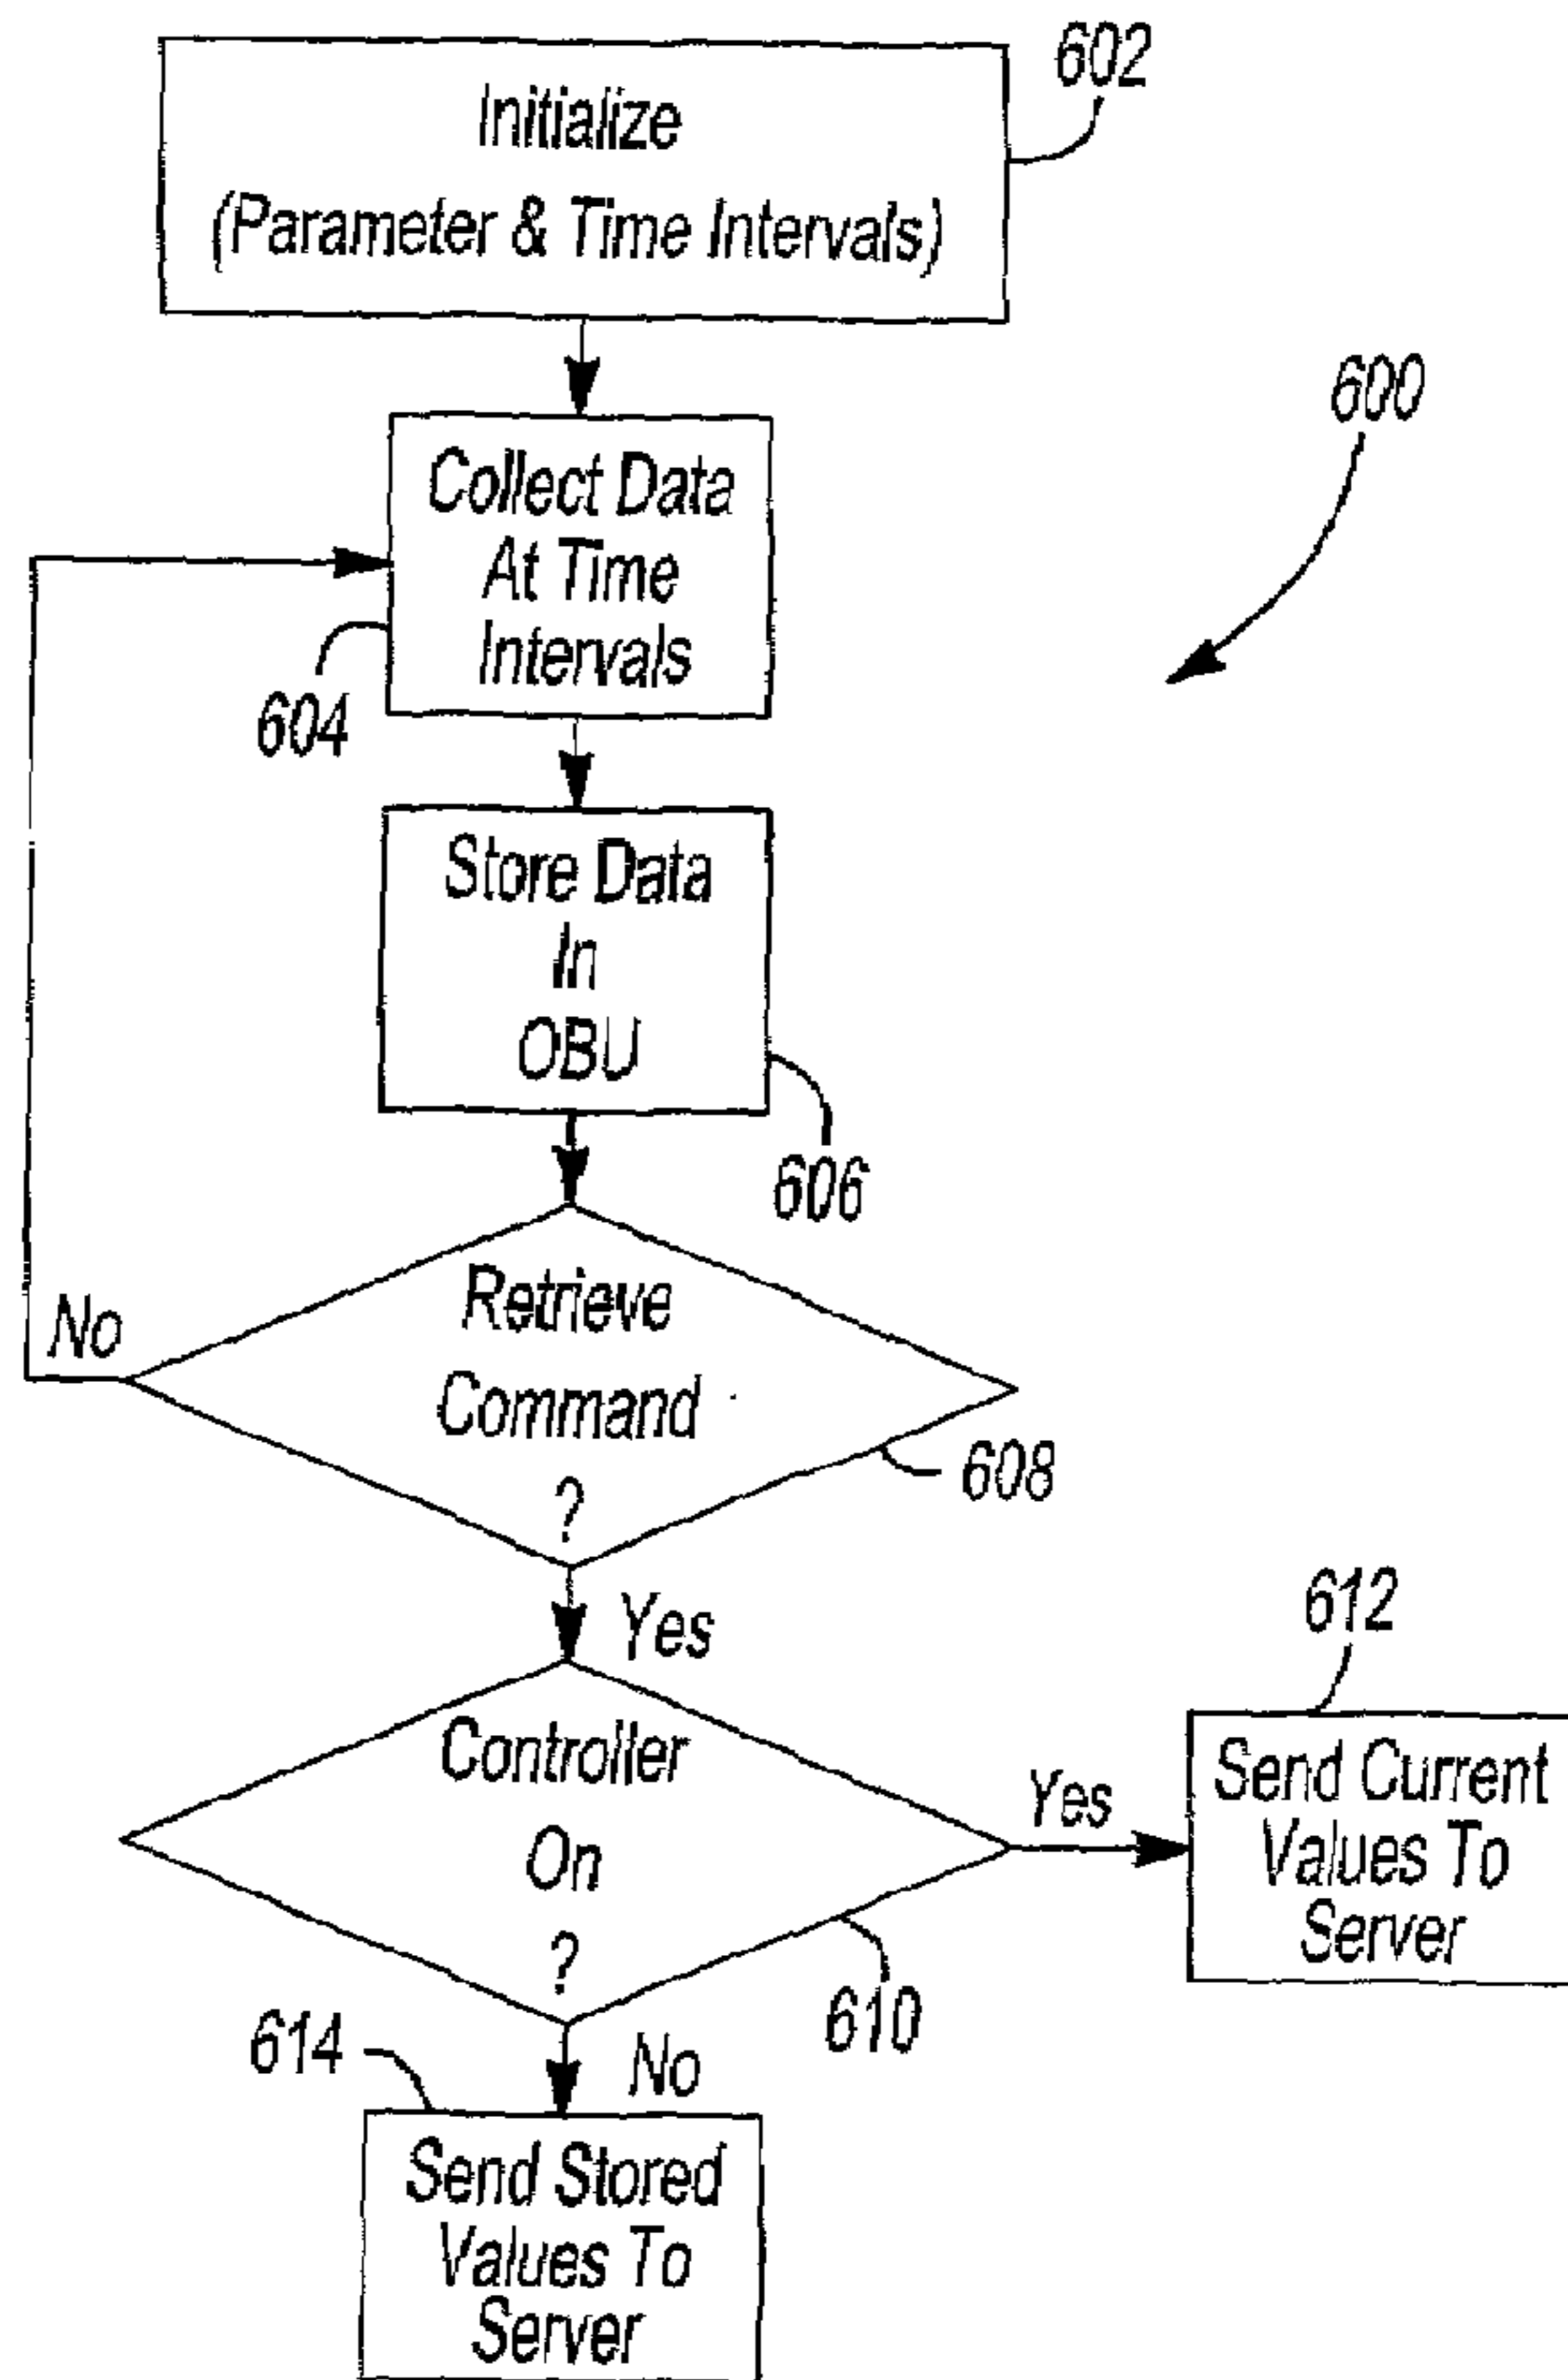 602
Initialize
(Parameter & Time Intervals)
600
Collect Data
At Time
Intervals
604
Store Data
In
OBU
606
Retrieve
Command
?
No
608
Yes
612
Controller
On
?
Yes
Send Current
Values To
Server
610
614
No
Send Stored
Values To
Server